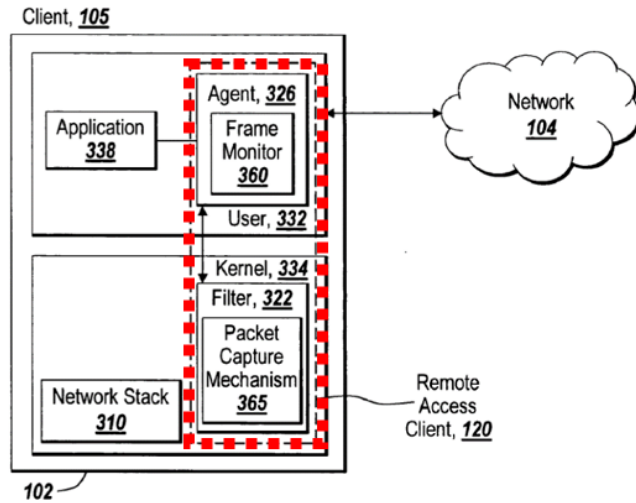 Client, 105
Agent, 326
Application
338
Frame
Monitor
360
Network
104
User, 332
Kernel, 334
Filter, 322
Packet
Capture
Mechanism
365
Network Stack
310
Remote
Access
Client, 120
102